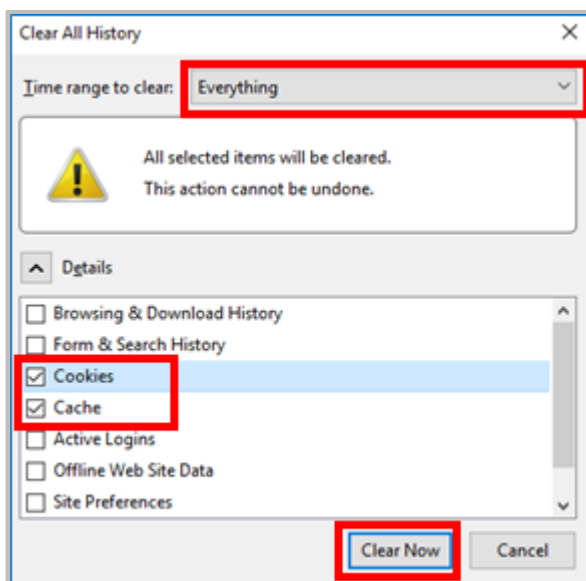 Clear All History
Time range to clear: Everything
All selected items will be cleared.
This action cannot be undone.
Details
Browsing & Download History
Form & Search History
Cookies
Cache
Active Logins
Offline Web Site Data
Site Preferences
Clear Now Cancel